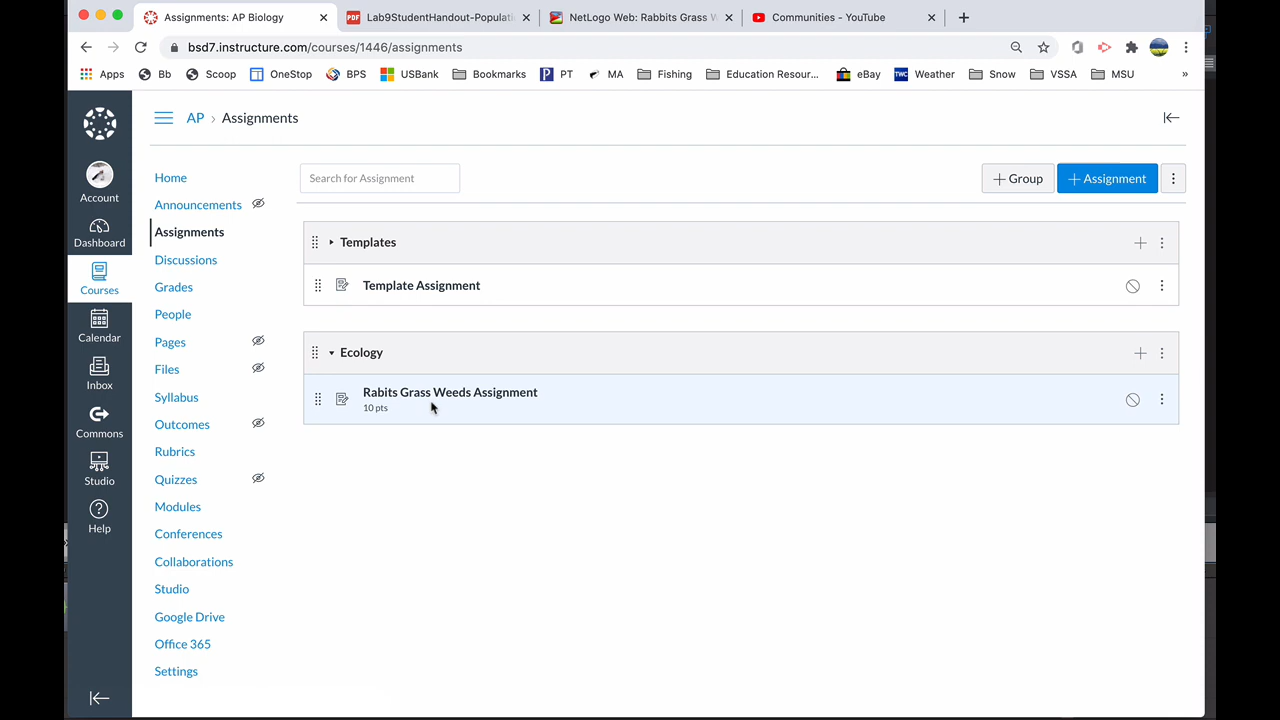 Assignments: AP Biology
Lab9StudentHandout-Populati
NetLogo Web: Rabbits Grass W
Communities - YouTube
bsd7.instructure.com/courses/1446/assignments
Apps
Bb
Scoop
OneStop
BPS
USBank
Bookmarks
PT
MA
Fishing
Education resour...
eBay
Weather
Snow
VSSA
MSU
»
AP › Assignments
Account
Dashboard
Courses
Calendar
Inbox
Commons
Studio
Help
Home
Announcements
Assignments
Discussions
Grades
People
Pages
Files
Syllabus
Outcomes
Rubrics
Quizzes
Modules
Conferences
Collaborations
Studio
Google Drive
Office 365
Settings
Search for Assignment
+ Group
+ Assignment
Templates
Template Assignment
Ecology
Rabits Grass Weeds Assignment
10 pts